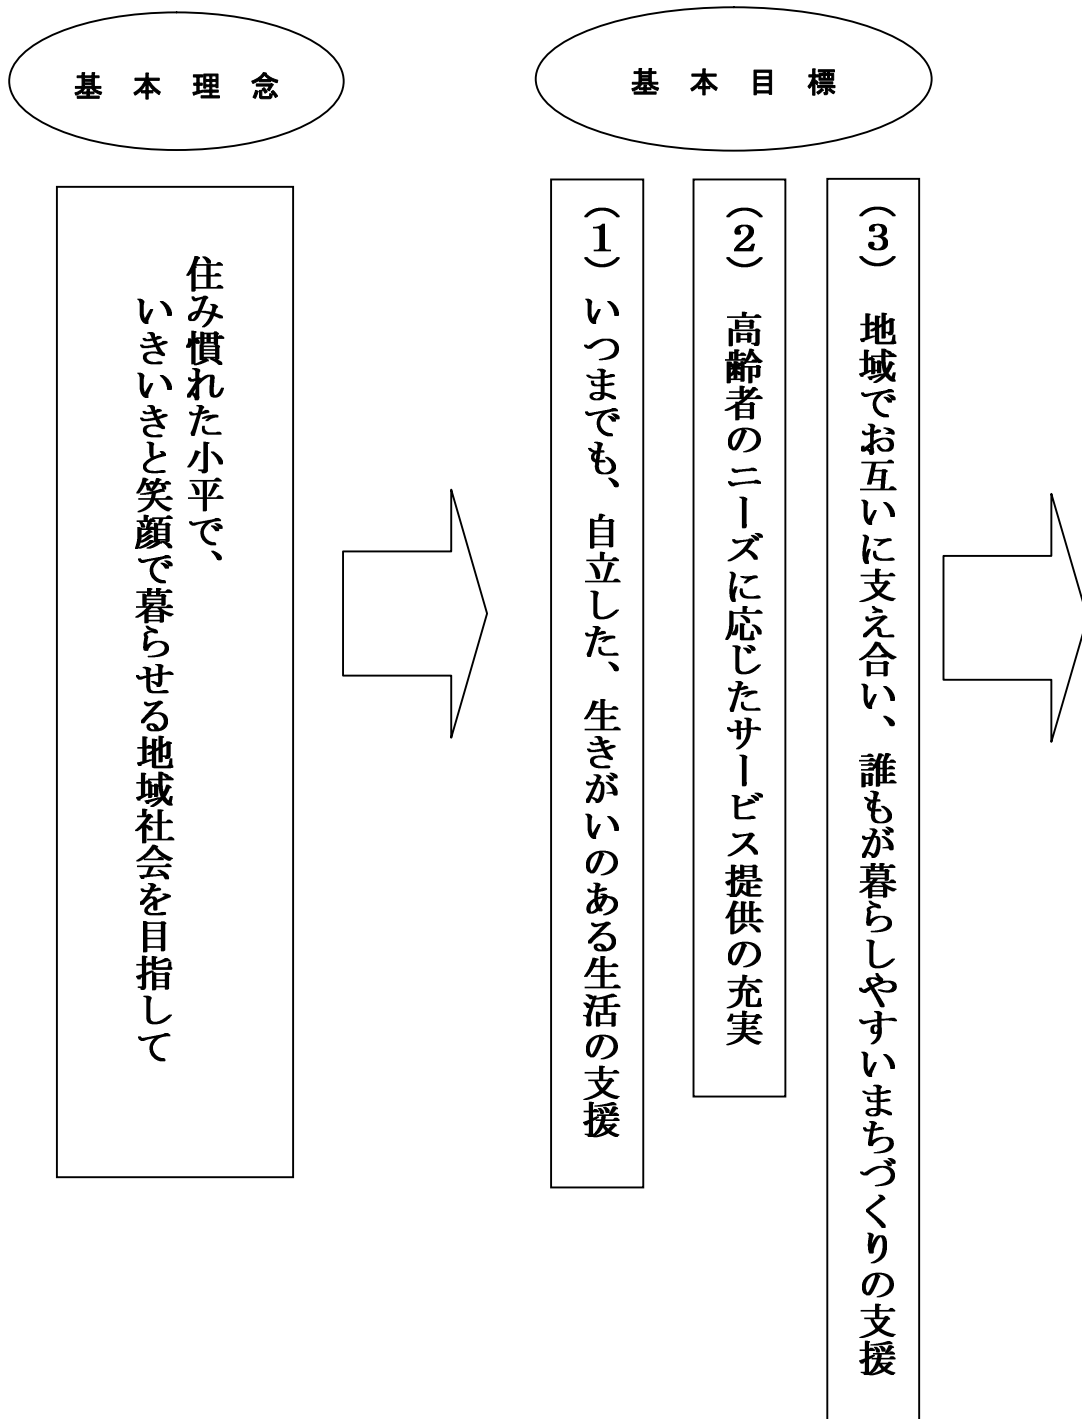 基本理念
住み慣れた小平で、
いきいきと笑顔で暮らせる地域社会を目指して
基本目標
（１）いつまでも、自立した、生きがいのある生活の支援
（２）　高齢者のニーズに応じたサービス提供の充実
（３）　地域でお互いに支え合い、誰もが暮らしやすいまちづくりの支援